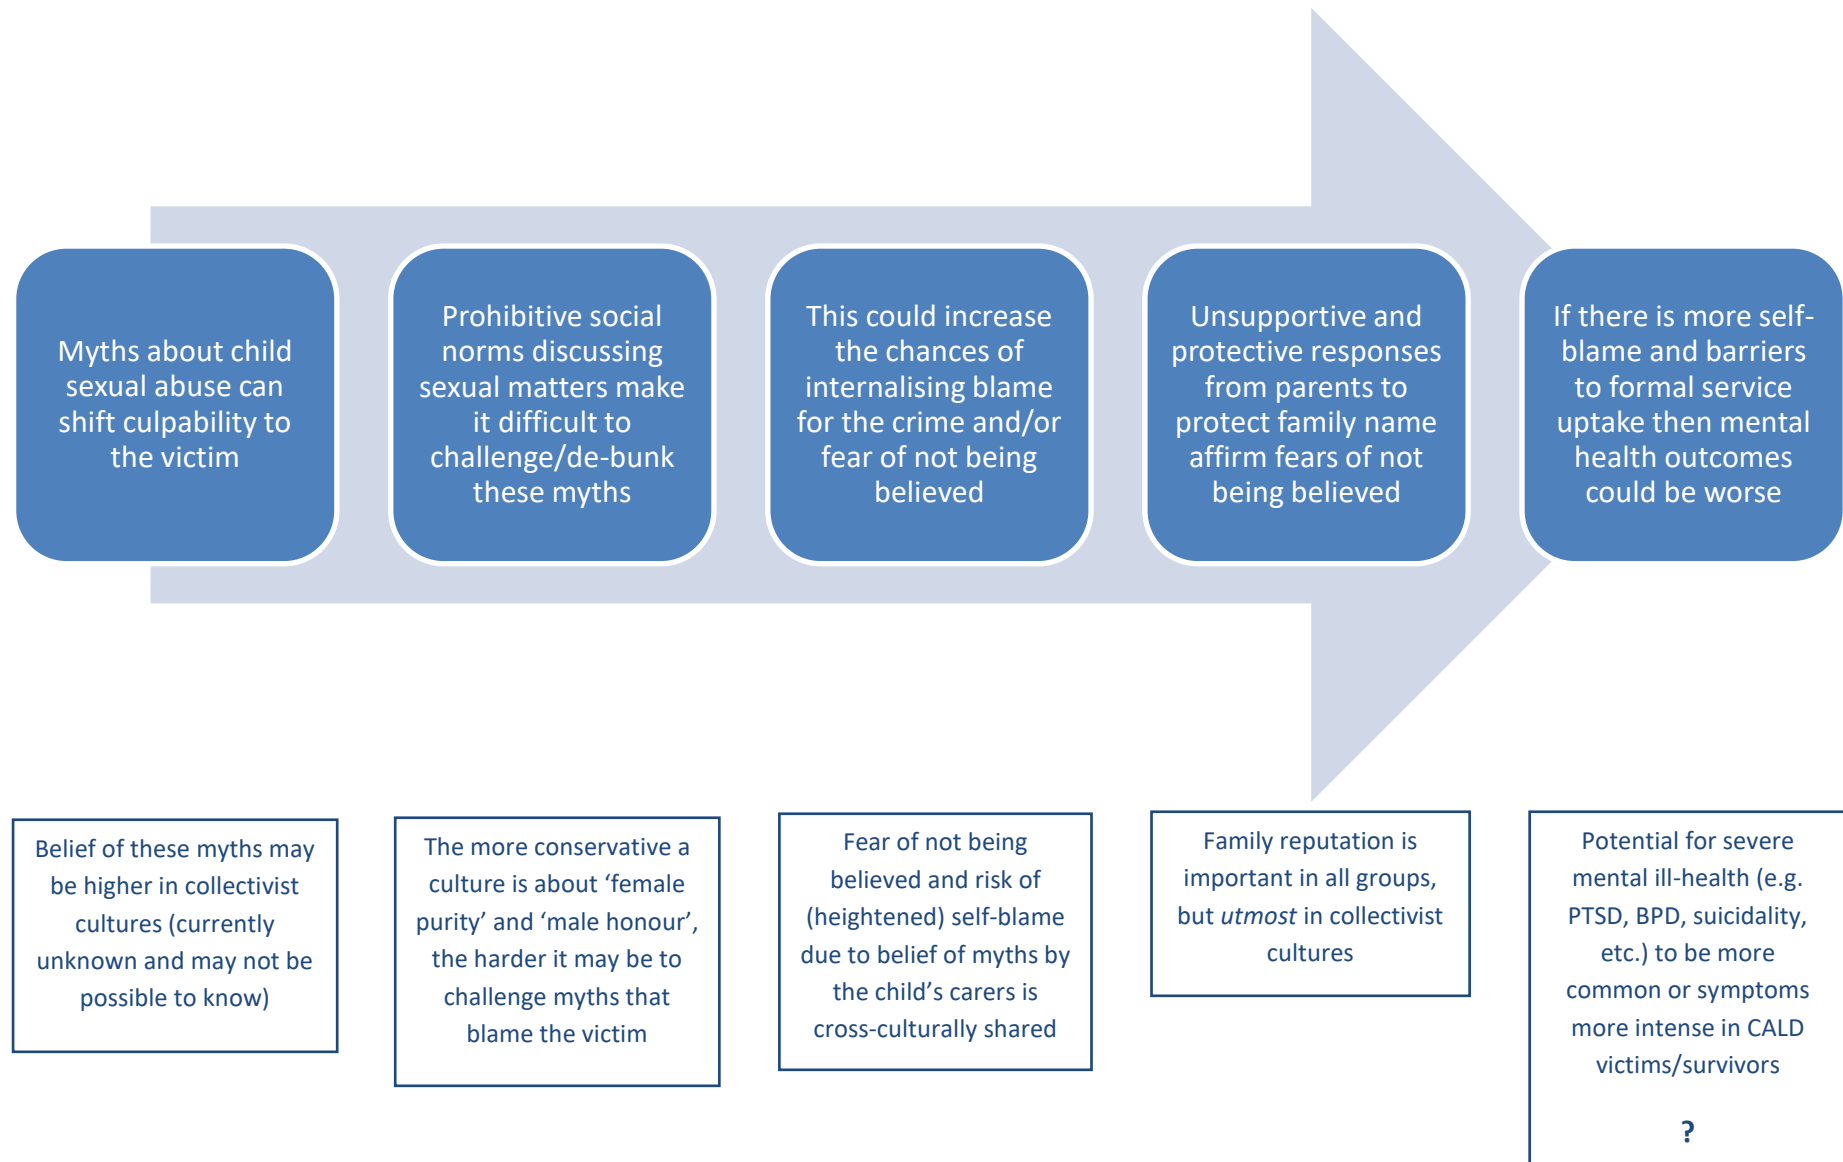 Myths about child
sexual abuse can
shift culpability to
the victim
Prohibitive social
norms discussing
sexual matters make
it difficult to
challenge/de-bunk
these myths
This could increase
the chances of
internalising blame
for the crime and/or
fear of not being
believed
Unsupportive and
protective responses
from parents to
protect family name
affirm fears of not
being believed
If there is more self-
blame and barriers
to formal service
uptake then mental
health outcomes
could be worse
Belief of these myths may
be higher in collectivist
cultures (currently
unknown and may not be
possible to know)
The more conservative a
culture is about ‘female
purity’ and ‘male honour’,
the harder it may be to
challenge myths that
blame the victim
Fear of not being
believed and risk of
(heightened) self-blame
due to belief of myths by
the child’s carers is
cross-culturally shared
Family reputation is
important in all groups,
but utmost in collectivist
cultures
Potential for severe
mental ill-health (e.g.
PTSD, BPD, suicidality,
etc.) to be more
common or symptoms
more intense in CALD
victims/survivors
?